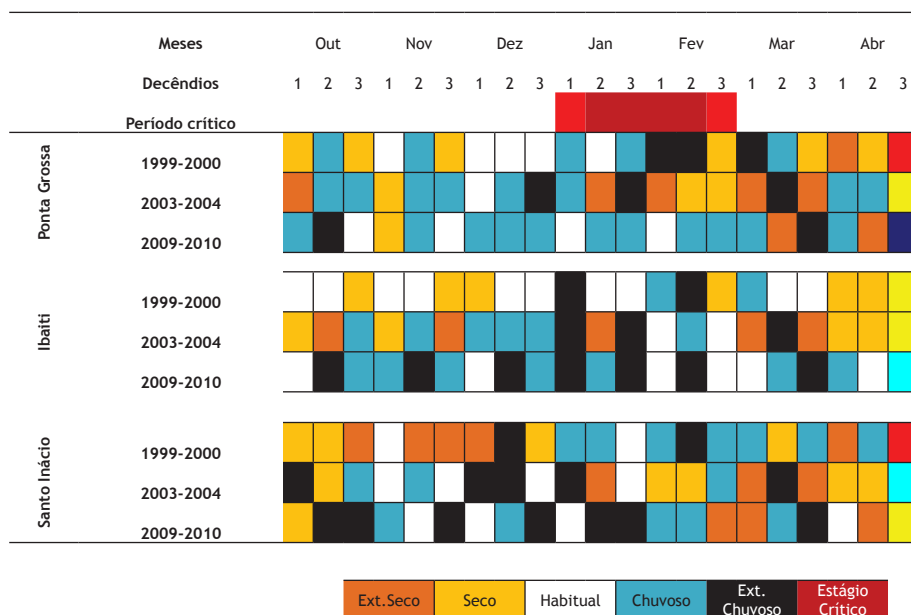 Meses Out Nov Dez Jan Fev Mar Abr
Decêndios 1 2 3 1 2 3 1 2 3 1 2 3 1 2 3 1 2 3 1 2 3
Período crítico
Ponta Grossa
1999-2000
2003-2004
2009-2010
Ibaiti
1999-2000
2003-2004
2009-2010
Santo Inácio
1999-2000
2003-2004
2009-2010
Ext.Seco Seco Habitual Chuvoso Ext. Chuvoso Estágio Crítico